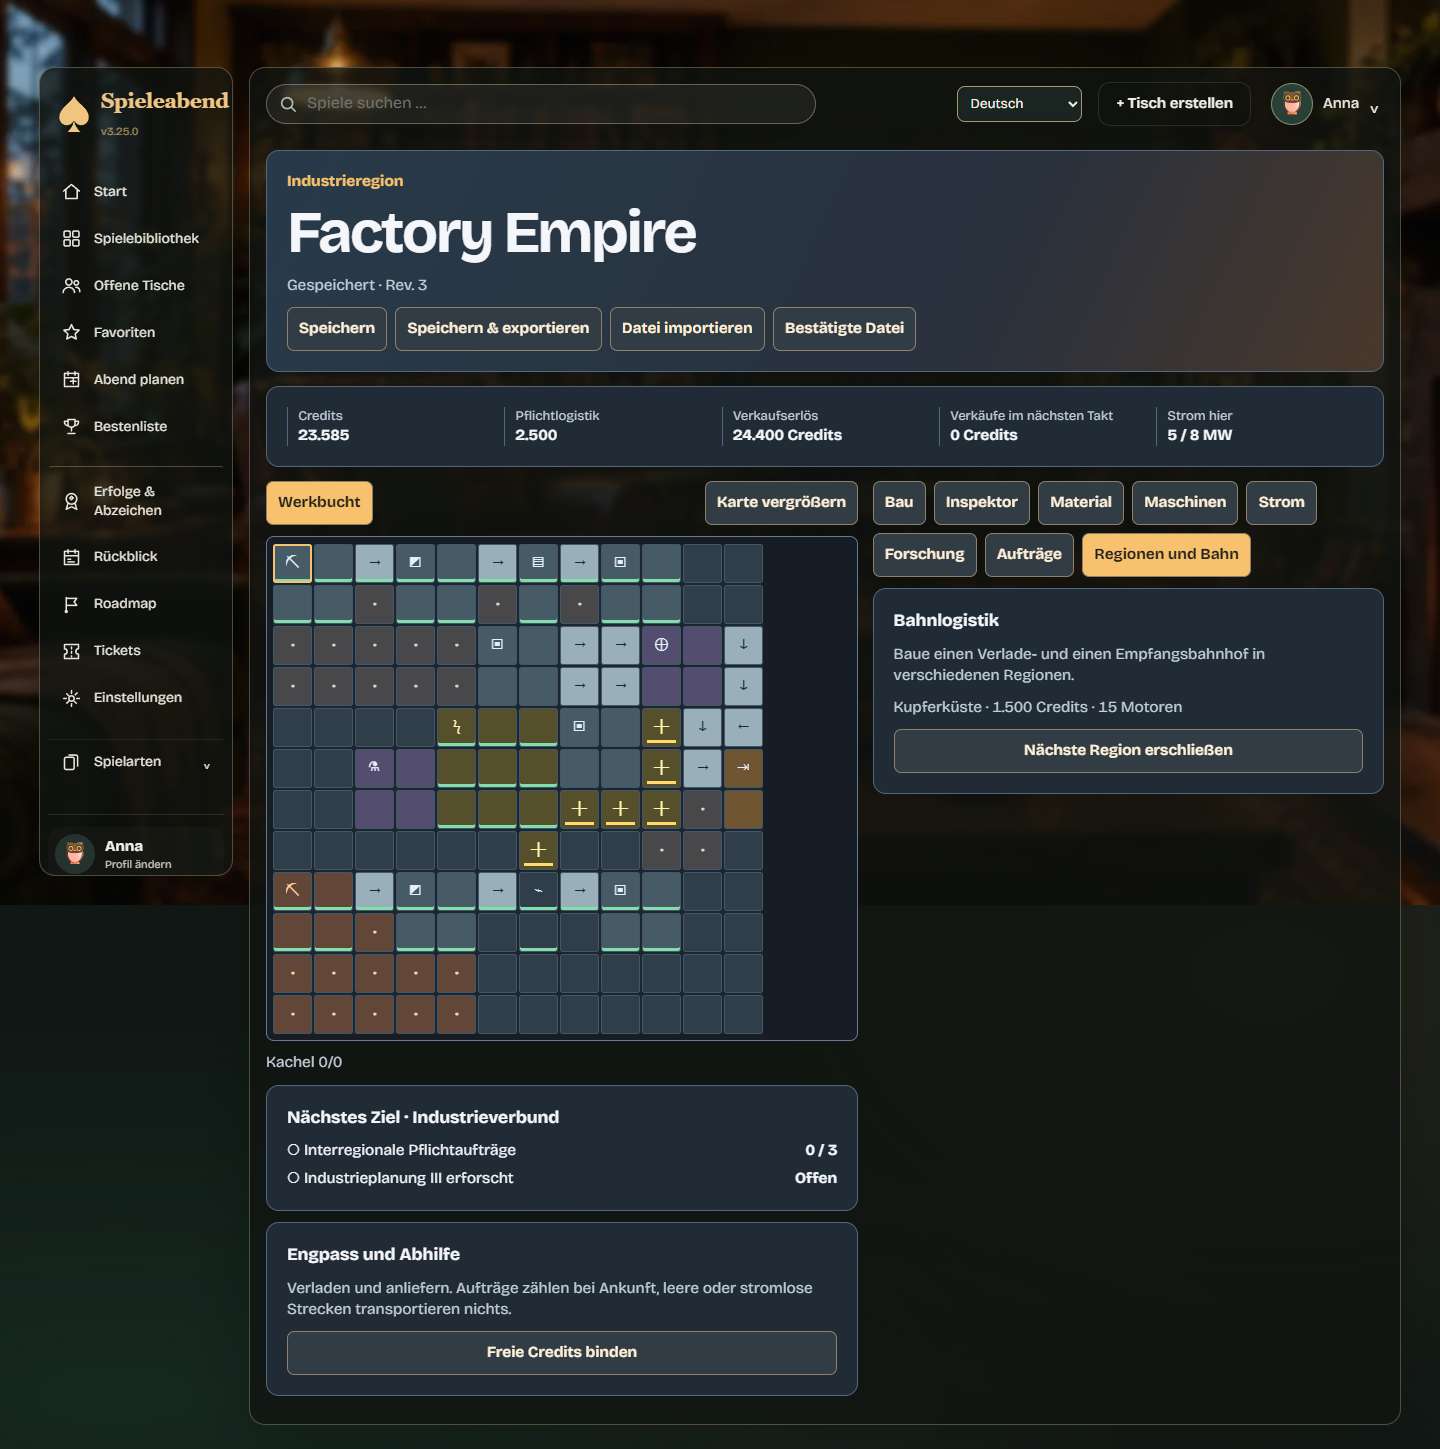 Spieleabend
v3.25.0
Start
Spielebibliothek
Offene Tische
Favoriten
Abend planen
Bestenliste
Erfolge &
Abzeichen
Rückblick
Roadmap
Tickets
Einstellungen
Spielarten
Anna
Profil ändern
Spiele suchen ...
Deutsch
+ Tisch erstellen
Anna
Industrieregion
Factory Empire
Gespeichert · Rev. 3
Speichern
Speichern & exportieren
Datei importieren
Bestätigte Datei
Credits
23.585
Pflichtlogistik
2.500
Verkaufserlös
24.400 Credits
Verkäufe im nächsten Takt
0 Credits
Strom hier
5 / 8 MW
Werkbucht
Karte vergrößern
Kachel 0/0
Nächstes Ziel · Industrieverbund
Interregionale Pflichtaufträge 0 / 3
Industrieplanung III erforscht Offen
Engpass und Abhilfe
Verladen und anliefern. Aufträge zählen bei Ankunft, leere oder stromlose
Strecken transportieren nichts.
Freie Credits binden
Bau
Inspektor
Material
Maschinen
Strom
Forschung
Aufträge
Regionen und Bahn
Bahnlogistik
Baue einen Verlade- und einen Empfangsbahnhof in
verschiedenen Regionen.
Kupferküste · 1.500 Credits · 15 Motoren
Nächste Region erschließen